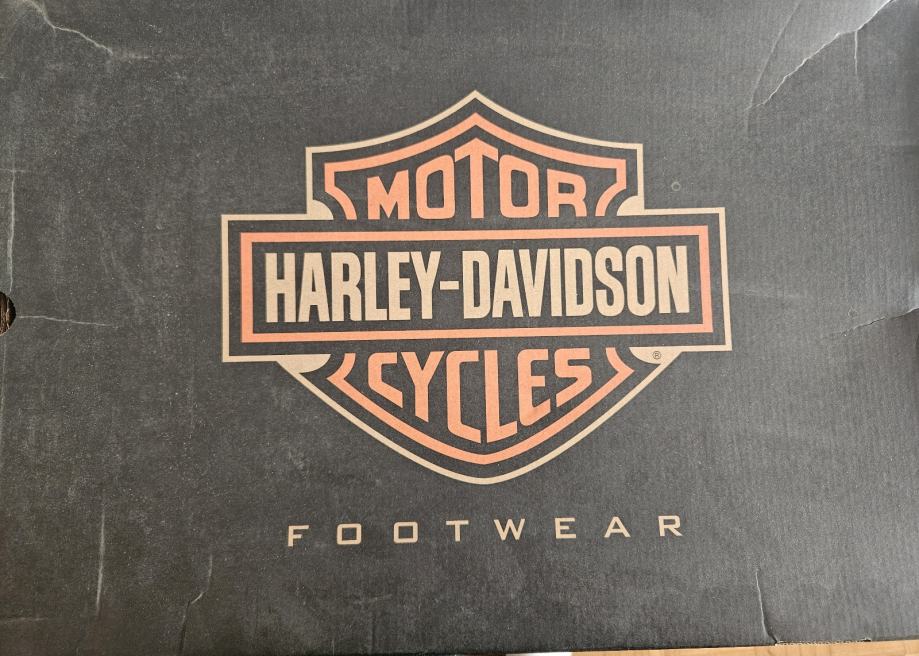 MOTOR
HARLEY-DAVIDSON
CYCLES
®
FOOTWEAR